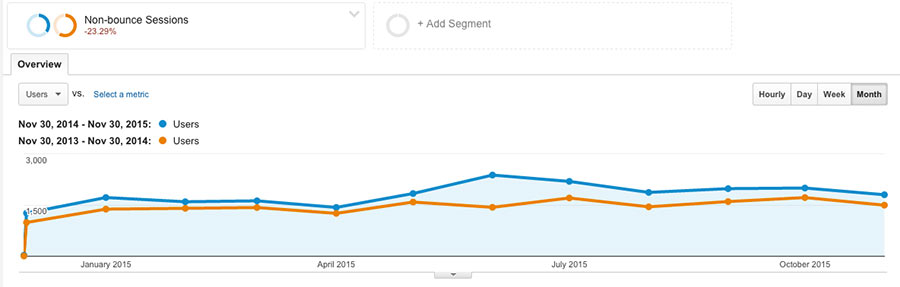 Non-bounce Sessions
-23.29%
+ Add Segment
Overview
Users vs. Select a metric
Hourly Day Week Month
Nov 30, 2014 - Nov 30, 2015: Users
Nov 30, 2013 - Nov 30, 2014: Users
3,000
1,500
January 2015 April 2015 July 2015 October 2015